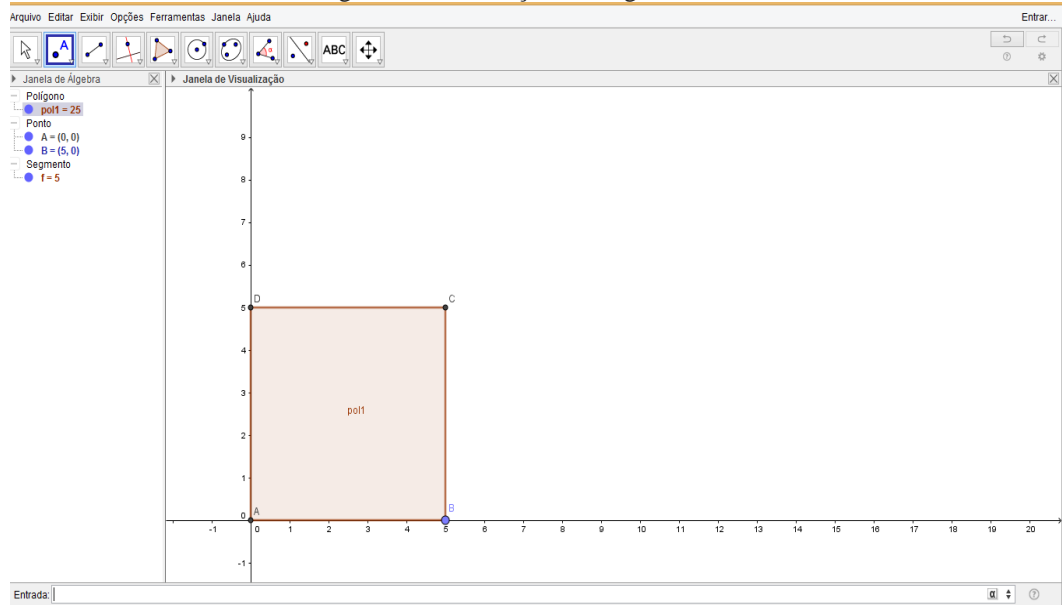 Arquivo Editar Exibir Opções Ferramentas Janela Ajuda
Entrar...
A
α
ABC
Janela de Álgebra
Janela de Visualização
Polígono
pol1 = 25
Ponto
A = (0, 0)
B = (5, 0)
Segmento
f = 5
9
8
7
6
5
D
C
4
3
pol1
2
1
0
A
B
-1
0
1
2
3
4
5
6
7
8
9
10
11
12
13
14
15
16
17
18
19
20
-1
Entrada:
α